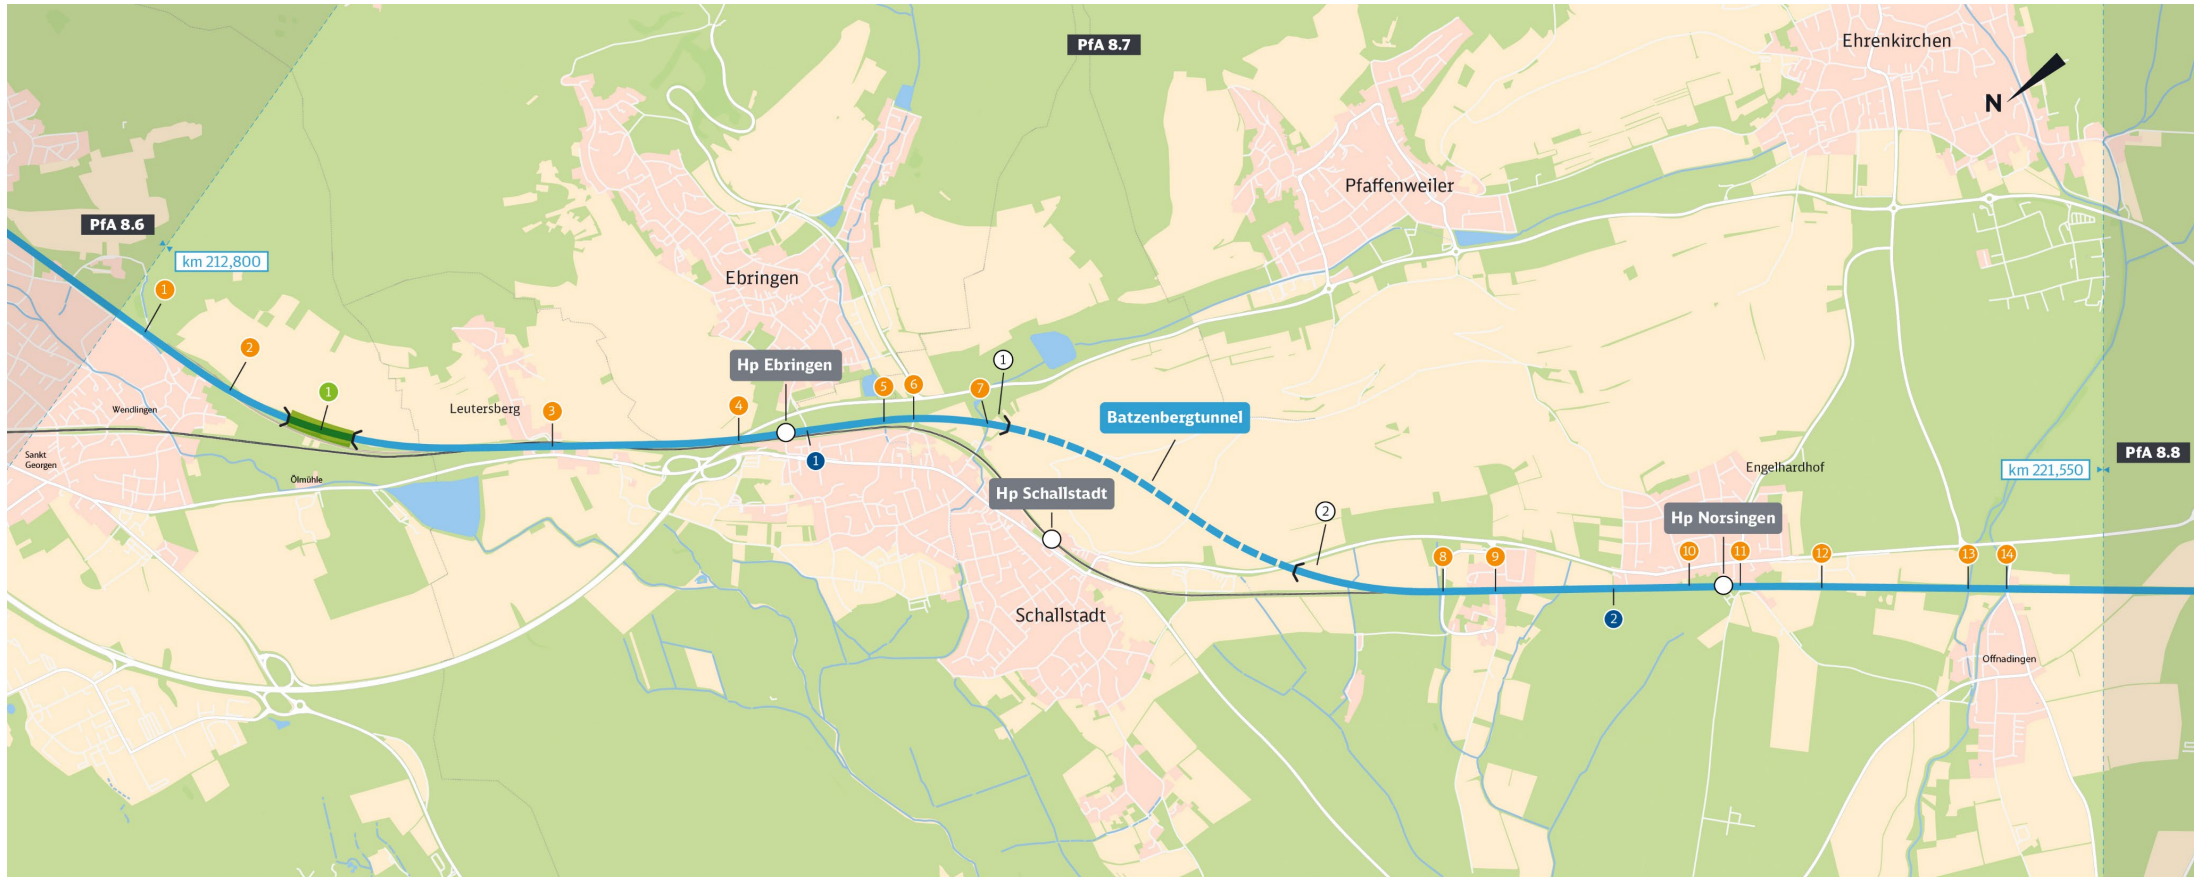 PfA 8.7
Ehrenkirchen
N
Pfaffenweiler
PfA 8.6
km 212,800
1
Ebringen
2
Hp Ebringen
1
1
Leutersberg
3
4
5
6
7
Batzenbergtunnel
Wendlingen
Sankt
Georgen
Ölmühle
1
Hp Schallstadt
2
Schallstadt
8
9
Engelhardhof
km 221,550
PfA 8.8
Hp Norsingen
10
11
12
13
14
2
Offnadingen